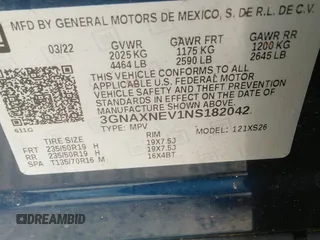 MFD BY GENERAL MOTORS DE MEXICO, S. DE R.L. DE C.V.
03/22 GVWR GAWR FRT GAWR RR
2025 KG 1175 KG 1200 KG
4464 LB 2590 LB 2645 LB
THIS VEHICLE CONFORMS TO ALL
APPLICABLE U.S. FEDERAL MOTOR
VEHICLE SAFETY AND THEFT
PREVENTION STANDARDS IN EFFECT
ON THE DATE OF MANUFACTURE
SHOWN ABOVE.
3GNAXNEV1NS182042
611G TYPE: MPV MODEL: 121XS26
TIRE SIZE RIM
FRT 235/50R19 H 19X7.5J
RR 235/50R19 H 19X7.5J
SPA T135/70R16 M 16X4BT
DREAMBID